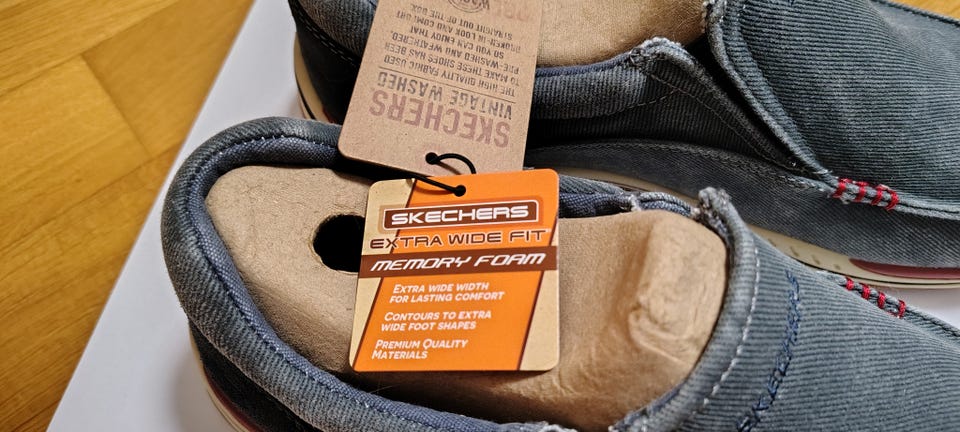 SKECHERS
VINTAGE WASHED
THE HIGH QUALITY FABRIC USED
TO MAKE THESE SHOES HAS BEEN
PRE-WASHED AND WEATHERED,
SO YOU CAN ENJOY THAT
BROKEN IN LOOK AND COMFORT
STRAIGHT OUT OF THE BOX.
SKECHERS
EXTRA WIDE FIT
MEMORY FOAM
EXTRA WIDE WIDTH
FOR LASTING COMFORT
CONTOURS TO EXTRA
WIDE FOOT SHAPES
PREMIUM QUALITY
MATERIALS
SKECHERS